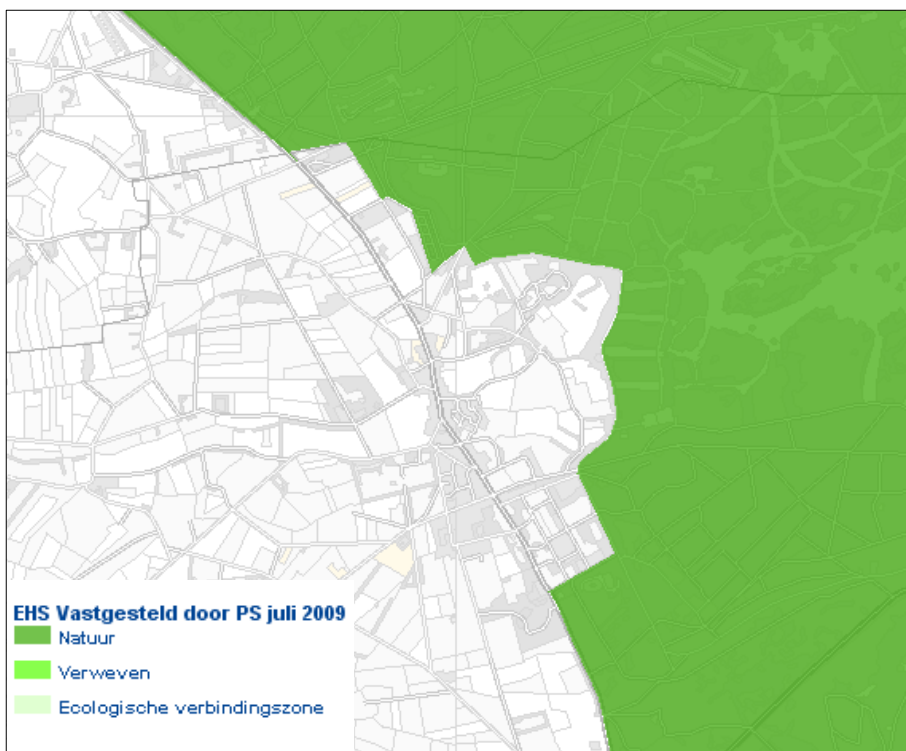 EHS Vastgesteld door PS juli 2009
Natuur
Verweven
Ecologische verbindingszone